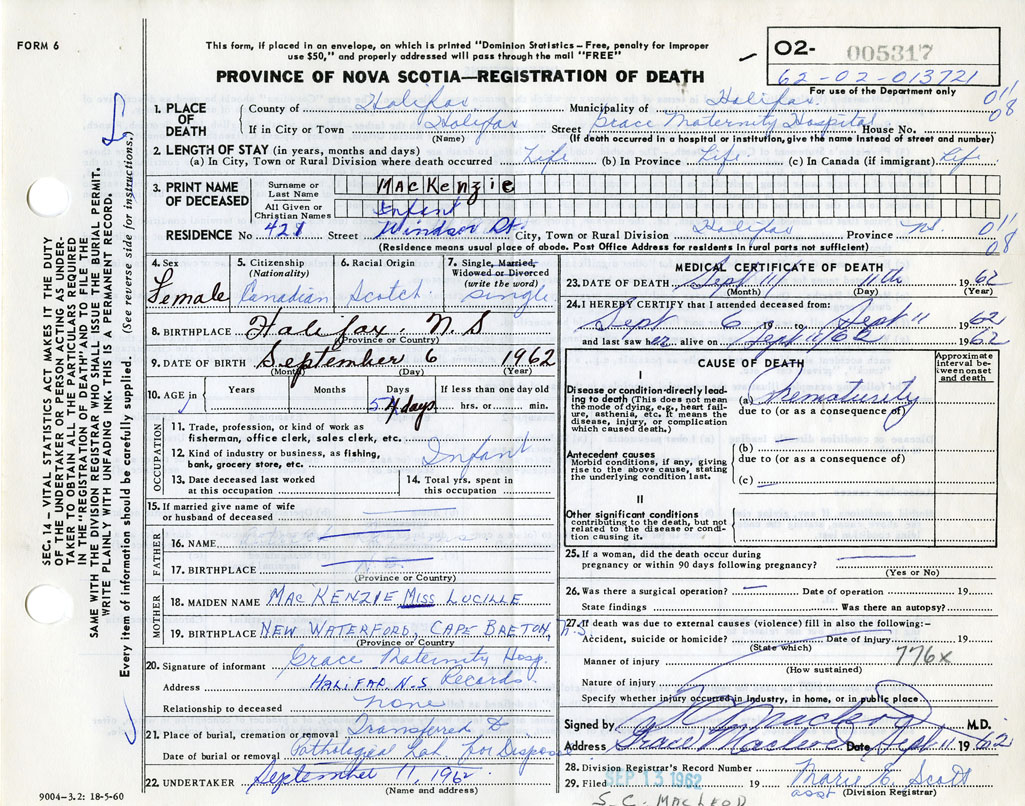 FORM 6
This form, if placed in an envelope, on which is printed "Dominion Statistics—Free, penalty for improper
use $50," and properly addressed will pass through the mail "FREE"
PROVINCE OF NOVA SCOTIA—REGISTRATION OF DEATH
02- 005317
62-02-013721
For use of the Department only
011
08
SEC. 14—VITAL STATISTICS ACT MAKES IT THE DUTY
OF THE UNDERTAKER OR PERSON ACTING AS UNDER-
TAKER TO OBTAIN ALL THE PARTICULARS REQUIRED
IN THE "REGISTRATION OF DEATH" AND TO FILE THE
SAME WITH THE DIVISION REGISTRAR WHO SHALL ISSUE THE BURIAL PERMIT.
WRITE PLAINLY WITH UNFADING INK. THIS IS A PERMANENT RECORD.
Every item of information should be carefully supplied. (See reverse side for instructions.)
1. PLACE OF DEATH
County of Halifax Municipality of Halifax
If in City or Town Halifax Street Grace Maternity Hospital House No.
(Name) (If death occurred in a hospital or institution, give the name instead of street and number)
2. LENGTH OF STAY (in years, months and days)
(a) In City, Town or Rural Division where death occurred Life (b) In Province Life (c) In Canada (if immigrant) Life
3. PRINT NAME OF DECEASED
Surname or Last Name MacKenzie
All Given or Christian Names Infant
RESIDENCE No 421 Street Windsor St. City, Town or Rural Division Halifax Province N.S. 011
08
(Residence means usual place of abode. Post Office Address for residents in rural parts not sufficient)
4. Sex Female
5. Citizenship (Nationality) Canadian
6. Racial Origin Scotch
7. Single, Married, Widowed or Divorced (write the word) single
8. BIRTHPLACE Halifax. N.S
(Province or Country)
9. DATE OF BIRTH September 6 1962
(Month) (Day) (Year)
10. AGE in Years Months Days 5 4 days If less than one day old
hrs. or min.
OCCUPATION
11. Trade, profession, or kind of work as
fisherman, office clerk, sales clerk, etc.
12. Kind of industry or business, as fishing,
bank, grocery store, etc. Infant
13. Date deceased last worked
at this occupation
14. Total yrs. spent in
this occupation
15. If married give name of wife
or husband of deceased
FATHER
16. NAME
17. BIRTHPLACE
(Province or Country)
MOTHER
18. MAIDEN NAME MACKENZIE MISS LUCILLE
19. BIRTHPLACE NEW WATERFORD, CAPE BRETON, N.S
(Province or Country)
20. Signature of informant Grace Maternity Hosp.
Address HALIFAX N.S Records
Relationship to deceased none
21. Place of burial, cremation or removal Transferred to
Date of burial or removal Pathological Lab for Disposal
22. UNDERTAKER September 11, 1962
(Name and address)
9004-3.2: 18-5-60
MEDICAL CERTIFICATE OF DEATH
23. DATE OF DEATH Sept 11/ 11th 1962
(Month) (Day) (Year)
24. I HEREBY CERTIFY that I attended deceased from:
Sept 6 19 to Sept 11 1962
and last saw her alive on Sept 11/62 1962
CAUSE OF DEATH
Approximate interval between onset and death
I
Disease or condition directly leading to death (This does not mean
the mode of dying, e.g., heart failure, asthenia, etc. It means the
disease, injury, or complication
which caused death.)
(a) Prematurity
due to (or as a consequence of)
Antecedent causes
Morbid conditions, if any, giving
rise to the above cause, stating
the underlying condition last.
(b)
due to (or as a consequence of)
(c)
II
Other significant conditions
contributing to the death, but not
related to the disease or condition causing death.
25. If a woman, did the death occur during
pregnancy or within 90 days following pregnancy?
(Yes or No)
26. Was there a surgical operation? Date of operation 19
State findings Was there an autopsy?
27. If death was due to external causes (violence) fill in also the following:—
Accident, suicide or homicide? Date of injury 19
(State which)
Manner of injury 776x
(How sustained)
Nature of injury
Specify whether injury occurred in industry, in home, or in public place
Signed by Macleod M.D.
Address Grace Date Sept 11. 1962
28. Division Registrar's Record Number
29. Filed SEP 13 1962 Marie E. Scott
asst (Division Registrar)
S.C. MACLEOD